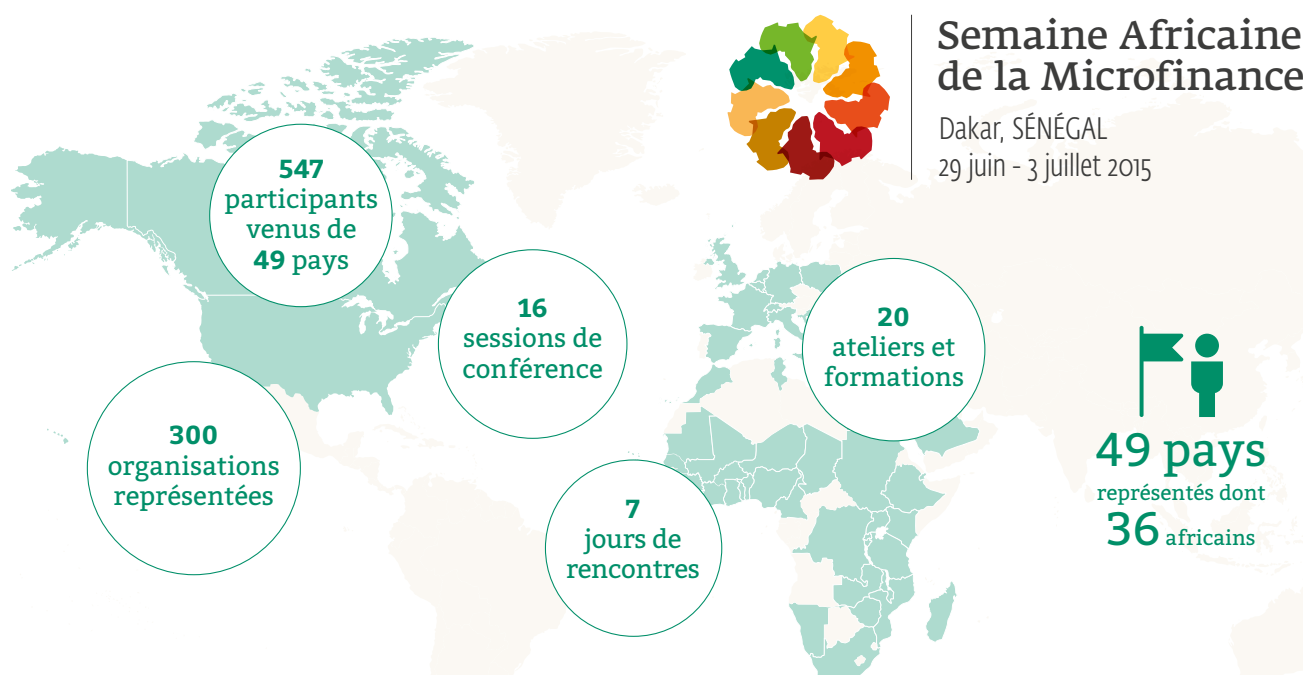 Semaine Africaine
de la Microfinance
Dakar, SÉNÉGAL
29 juin - 3 juillet 2015
547
participants
venus de
49 pays
16
sessions de
conférence
20
ateliers et
formations
300
organisations
représentées
7
jours de
rencontres
49 pays
représentés dont
36 africains